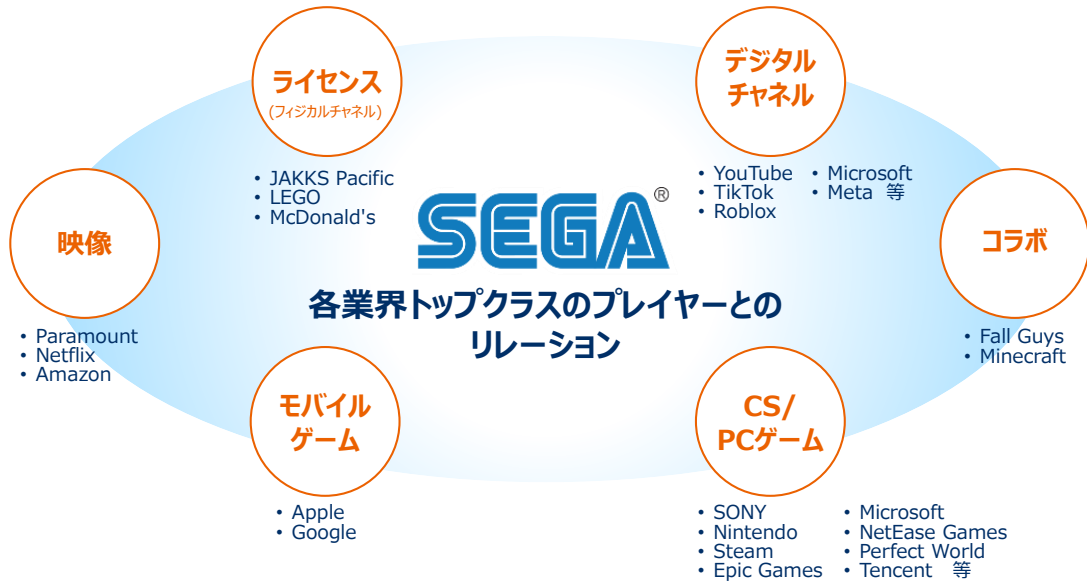 ライセンス
(フィジカルチャネル)
• JAKKS Pacific
• LEGO
• McDonald's
デジタル
チャネル
• YouTube
• TikTok
• Roblox
• Microsoft
• Meta 等
映像
• Paramount
• Netflix
• Amazon
SEGA®
各業界トップクラスのプレイヤーとの
リレーション
コラボ
• Fall Guys
• Minecraft
モバイル
ゲーム
• Apple
• Google
CS/
PCゲーム
• SONY
• Nintendo
• Steam
• Epic Games
• Microsoft
• NetEase Games
• Perfect World
• Tencent 等